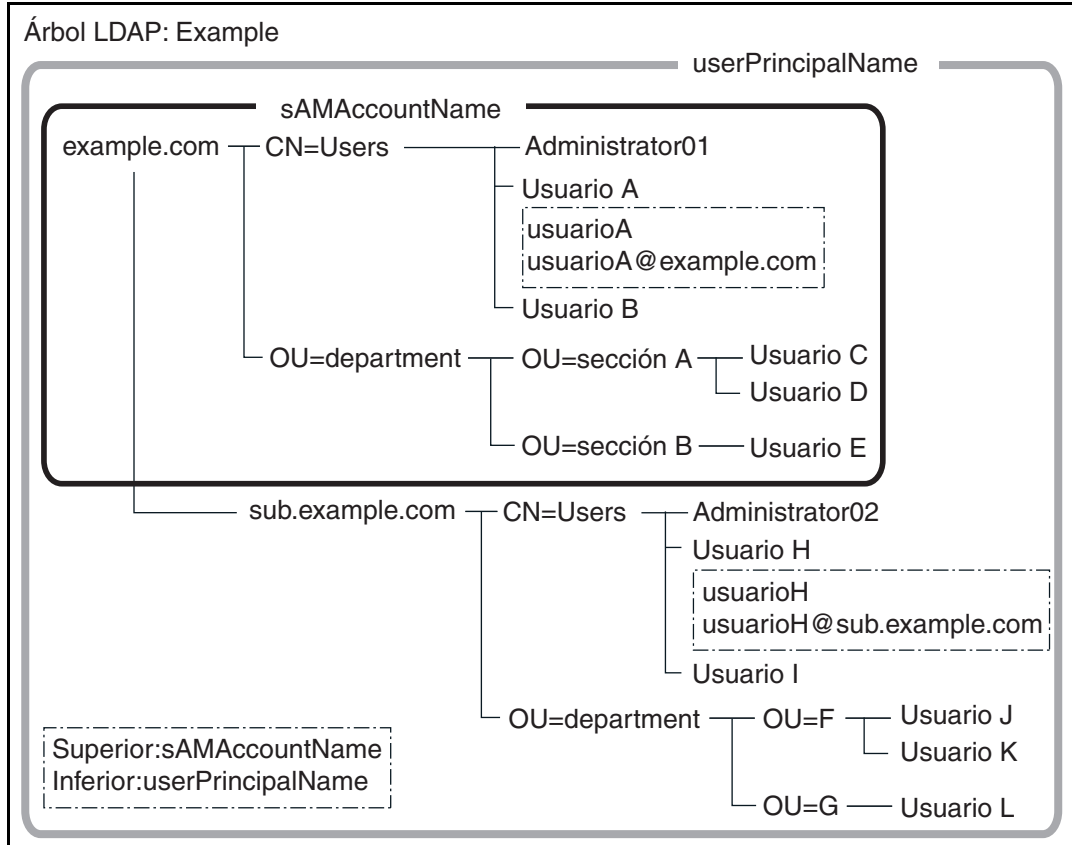 Árbol LDAP: Example
userPrincipalName
sAMAccountName
example.com
CN=Users
Administrator01
Usuario A
usuarioA
usuarioA@example.com
Usuario B
OU=department
OU=sección A
Usuario C
Usuario D
OU=sección B
Usuario E
sub.example.com
CN=Users
Administrator02
Usuario H
usuarioH
usuarioH@sub.example.com
Usuario I
OU=department
OU=F
Usuario J
Usuario K
OU=G
Usuario L
Superior:sAMAccountName
Inferior:userPrincipalName